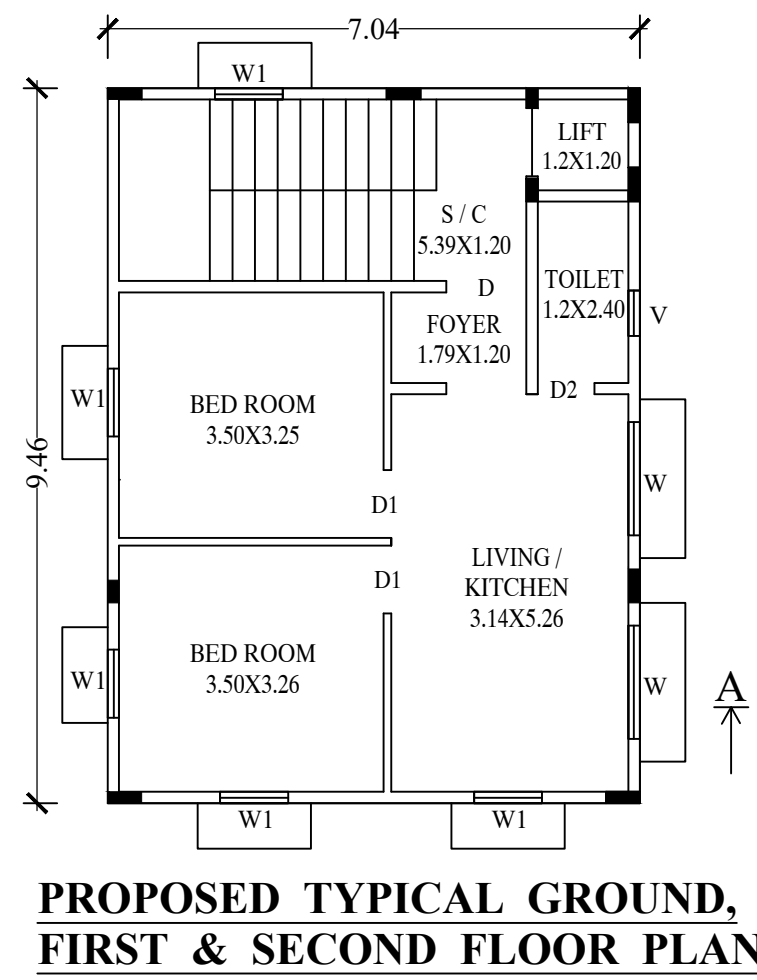 7.04
W1
LIFT
1.2X1.20
S / C
5.39X1.20
D
TOILET
1.2X2.40
V
FOYER
1.79X1.20
D2
W1
BED ROOM
3.50X3.25
9.46
W
D1
LIVING /
KITCHEN
3.14X5.26
D1
BED ROOM
3.50X3.26
W1
W
A
W1
W1
PROPOSED TYPICAL GROUND,
FIRST & SECOND FLOOR PLAN